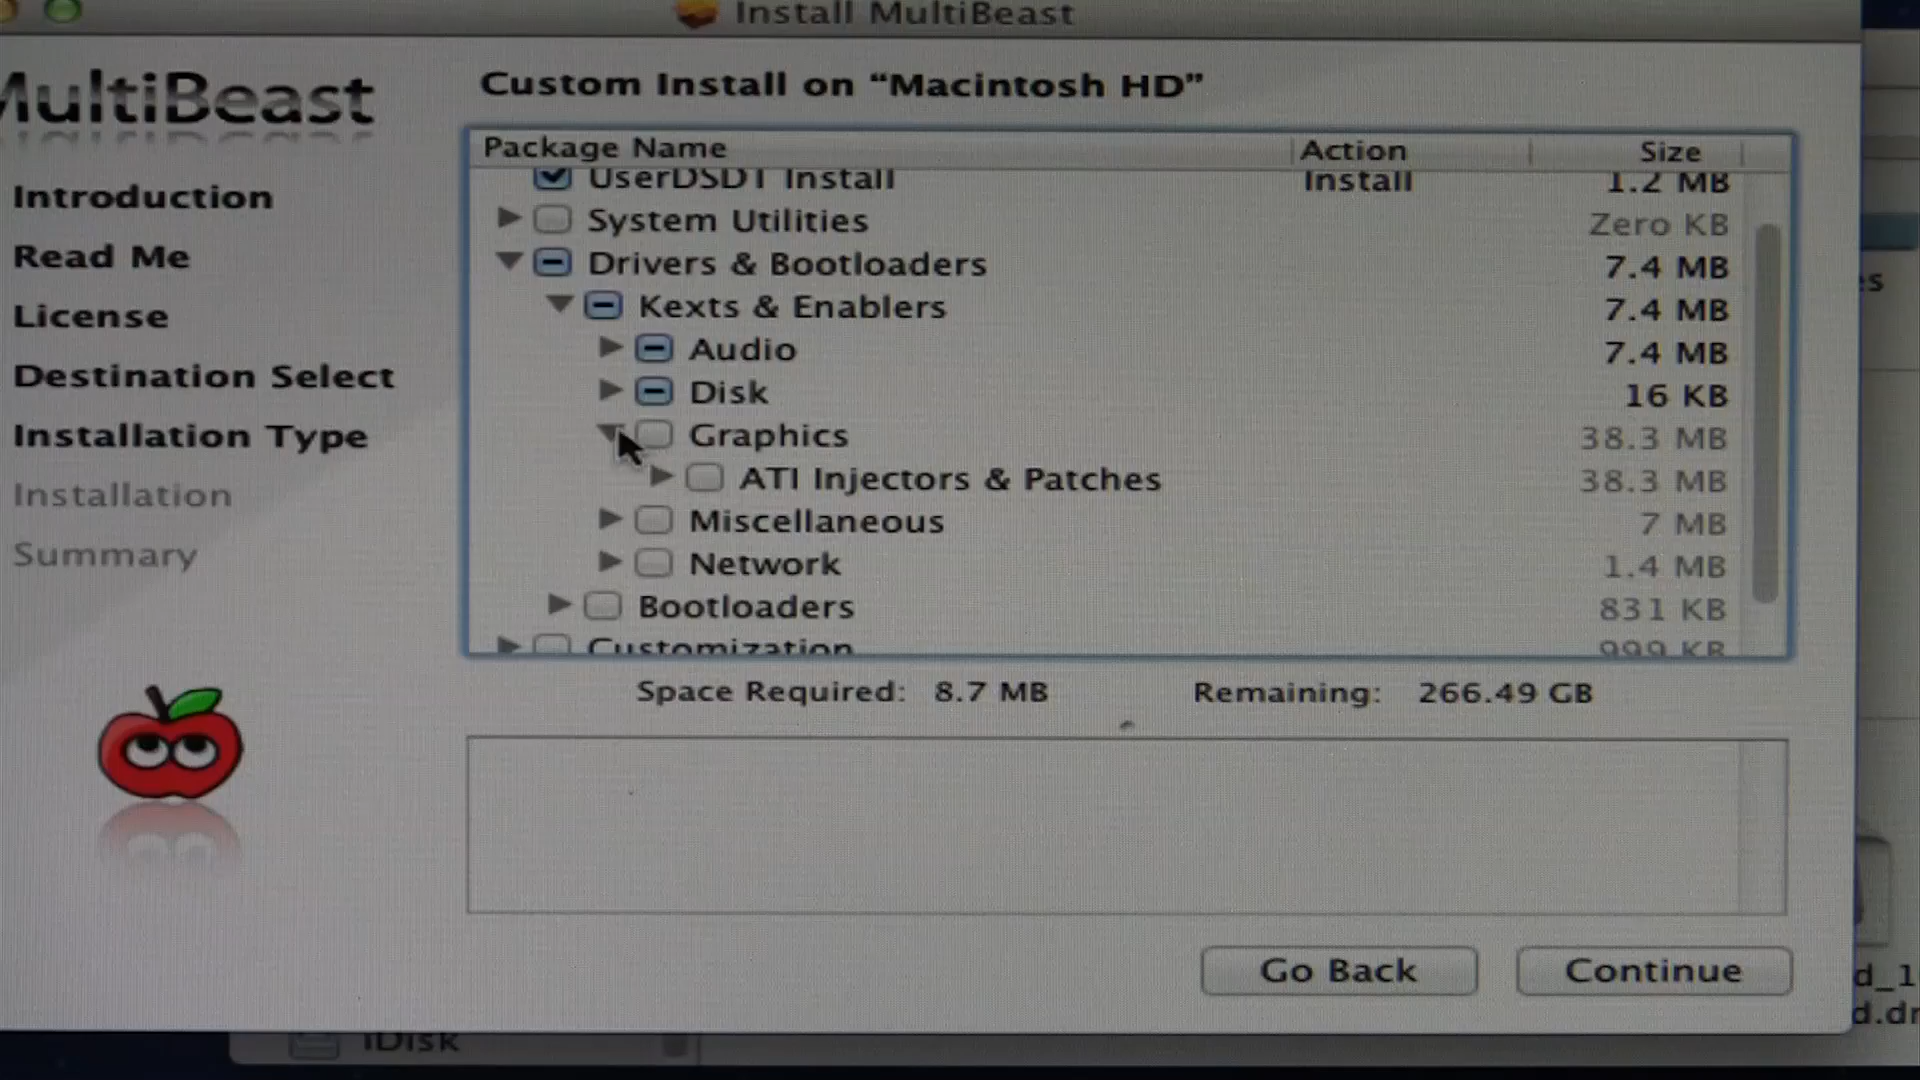 Install MultiBeast
MultiBeast
Custom Install on “Macintosh HD”
Package Name Action Size
UserDSDT Install Install 1.2 MB
System Utilities Zero KB
Drivers & Bootloaders 7.4 MB
Kexts & Enablers 7.4 MB
Audio 7.4 MB
Disk 16 KB
Graphics 38.3 MB
ATI Injectors & Patches 38.3 MB
Miscellaneous 7 MB
Network 1.4 MB
Bootloaders 831 KB
Customization 999 KB
Introduction
Read Me
License
Destination Select
Installation Type
Installation
Summary
Space Required: 8.7 MB Remaining: 266.49 GB
Go Back Continue
iDisk